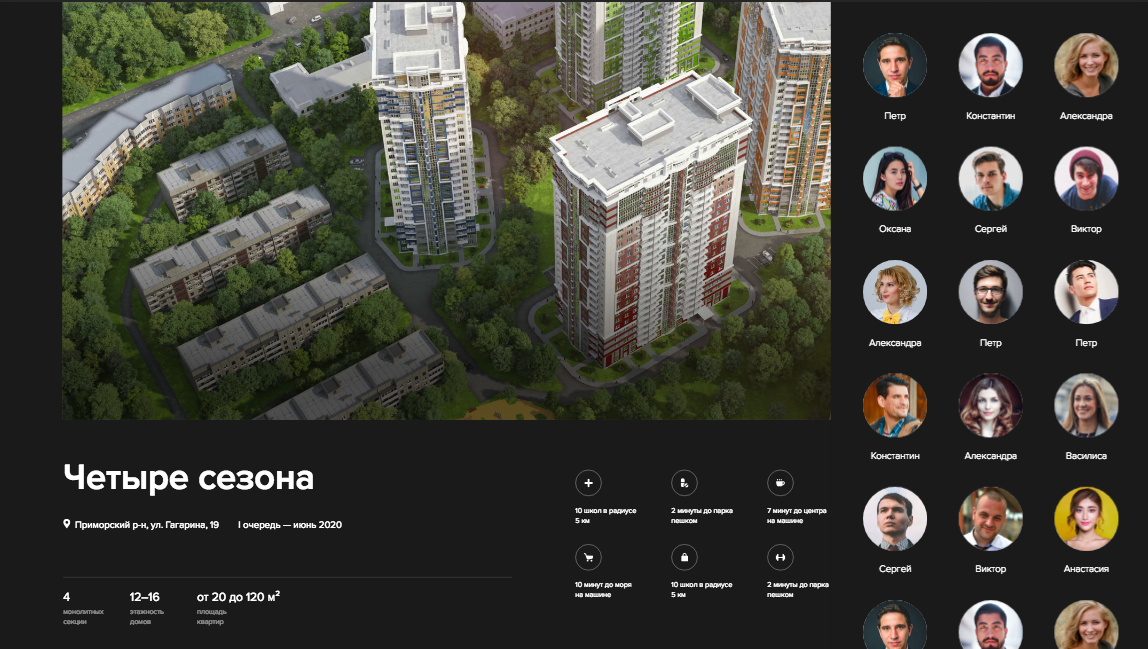 Четыре сезона
Приморский р-н, ул. Гагарина, 19
I очередь — июнь 2020
4
монолитных
секции
12–16
этажность
домов
от 20 до 120 м²
площадь
квартир
10 школ в радиусе
5 км
2 минуты до парка
пешком
7 минут до центра
на машине
10 минут до моря
на машине
10 школ в радиусе
5 км
2 минуты до парка
пешком
Петр
Константин
Александра
Оксана
Сергей
Виктор
Александра
Петр
Петр
Константин
Александра
Василиса
Сергей
Виктор
Анастасия